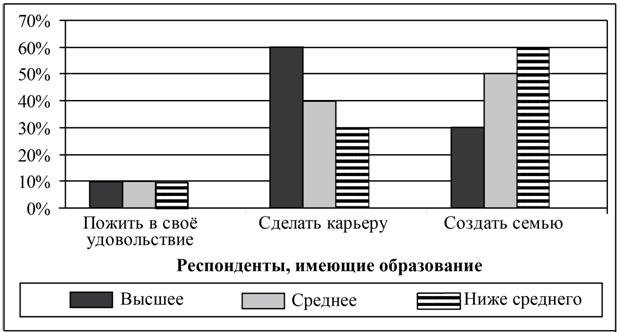 70%
60%
50%
40%
30%
20%
10%
0%
Пожить в своё
удовольствие
Сделать карьеру
Создать семью
Респонденты, имеющие образование
Высшее
Среднее
Ниже среднего